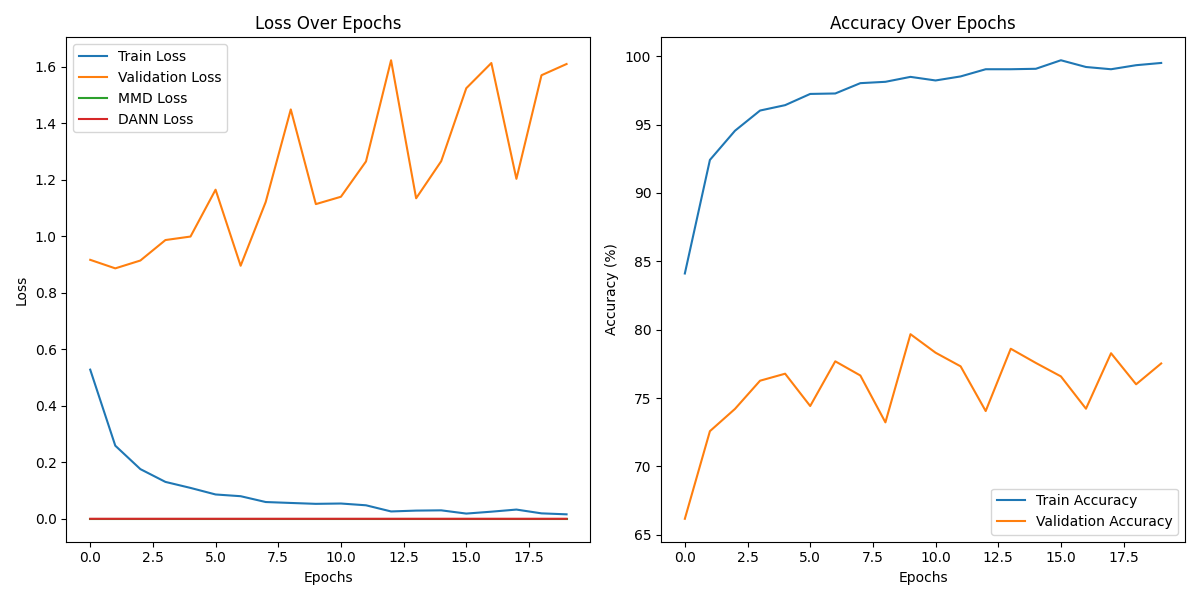 Loss Over Epochs
Train Loss
Validation Loss
MMD Loss
DANN Loss
1.6
1.4
1.2
1.0
0.8
0.6
0.4
0.2
0.0
Loss
0.0 2.5 5.0 7.5 10.0 12.5 15.0 17.5
Epochs
Accuracy Over Epochs
100
95
90
85
80
75
70
65
Accuracy (%)
Train Accuracy
Validation Accuracy
0.0 2.5 5.0 7.5 10.0 12.5 15.0 17.5
Epochs